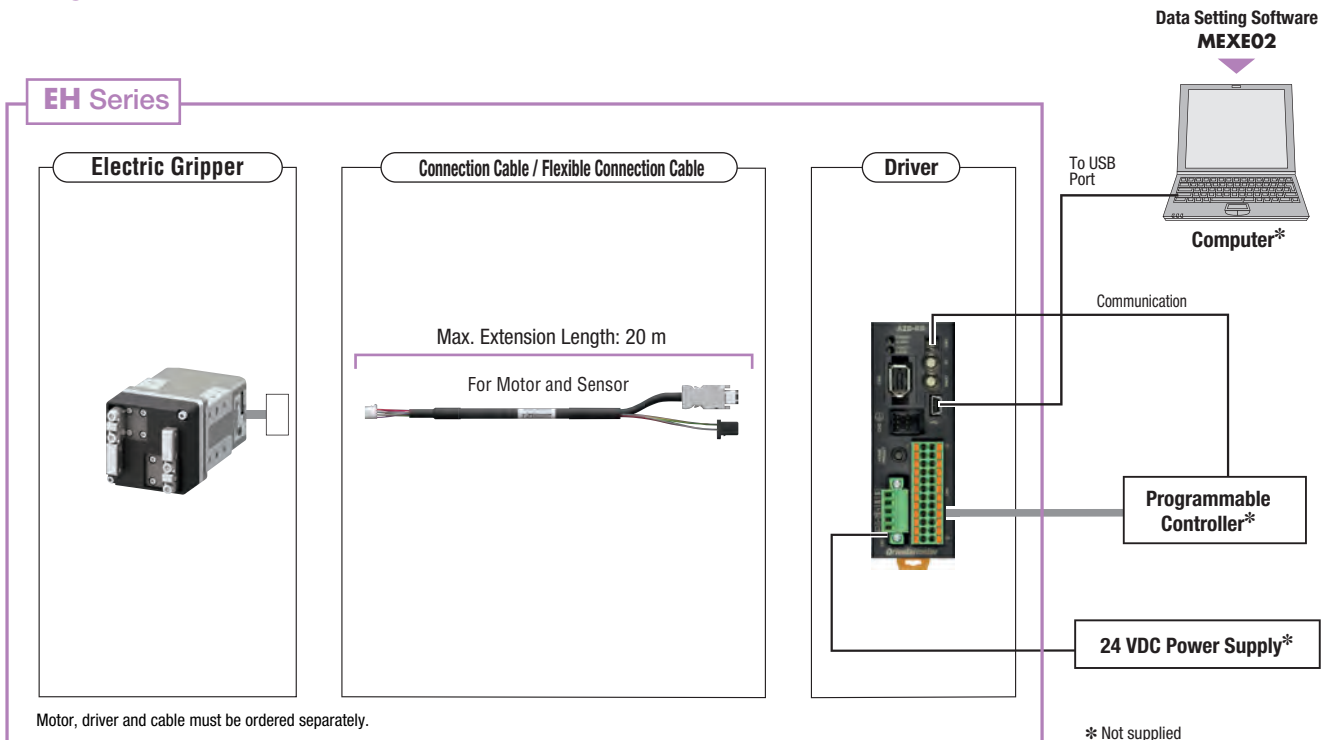 Data Setting Software
MEXE02
EH Series
Electric Gripper
Connection Cable / Flexible Connection Cable
Driver
To USB
Port
Computer*
Communication
Max. Extension Length: 20 m
For Motor and Sensor
Programmable
Controller*
24 VDC Power Supply*
Motor, driver and cable must be ordered separately.
* Not supplied